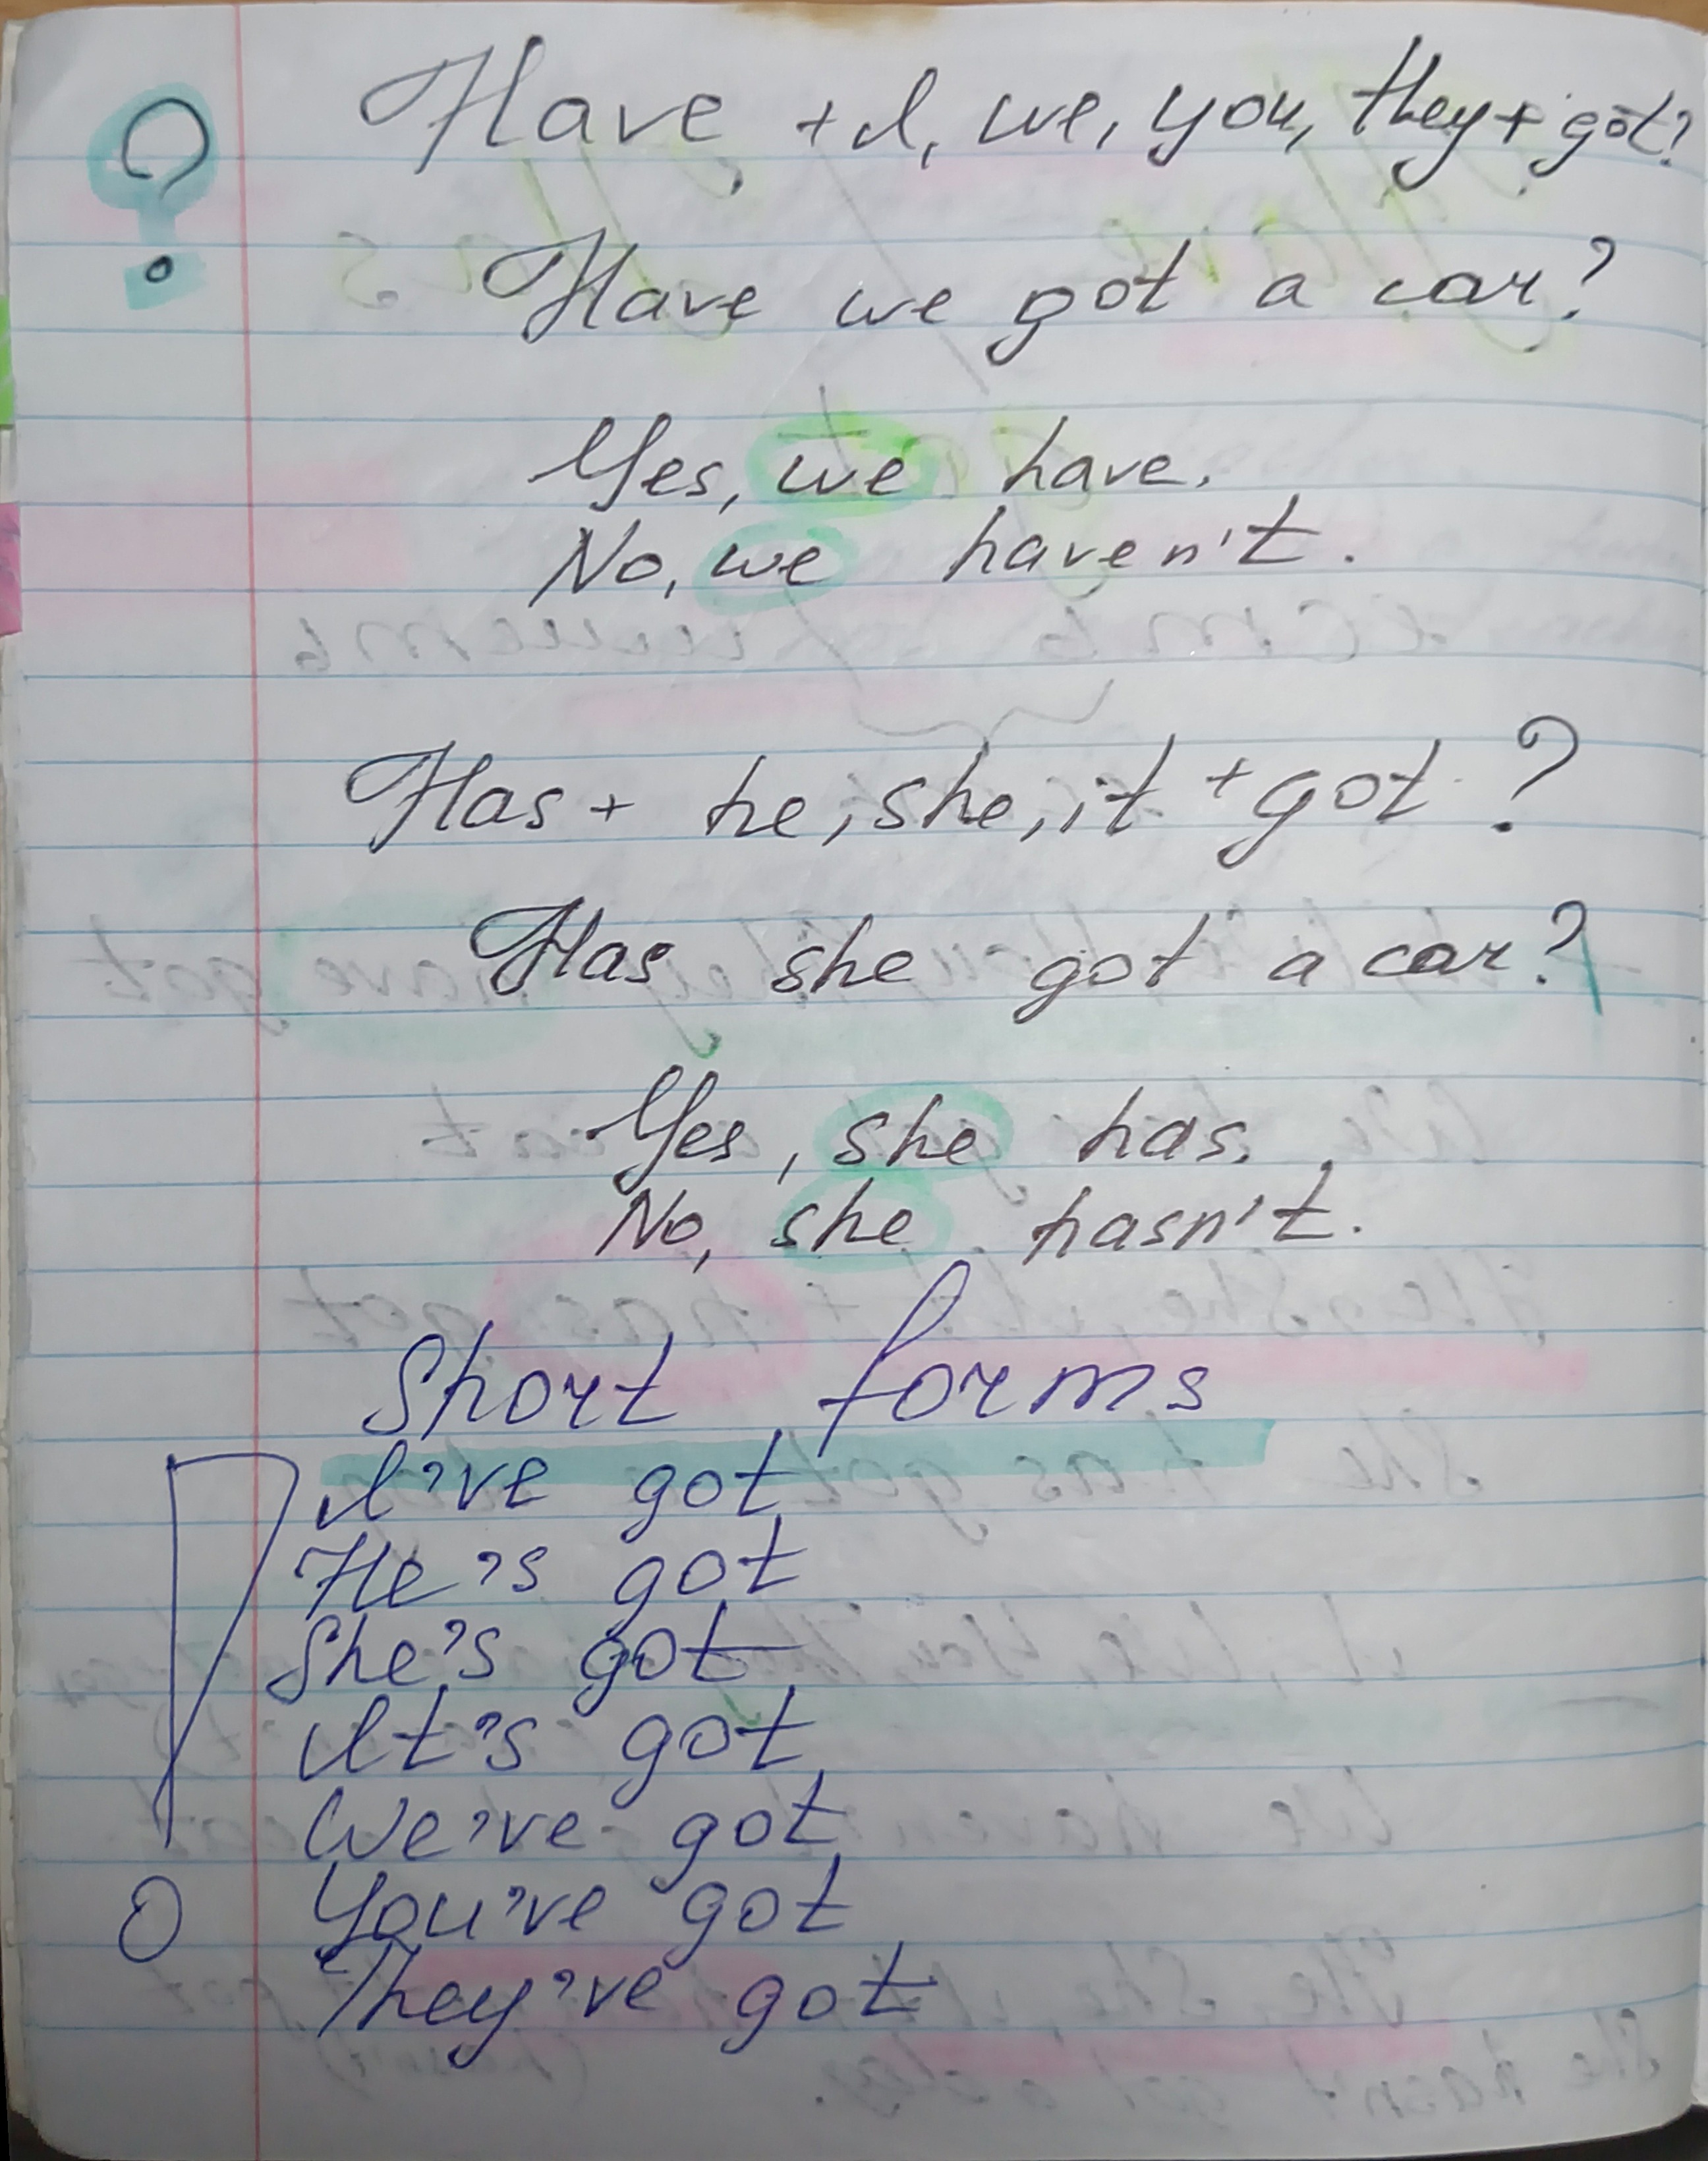 ?
Have + I, we, you, they + got?
Have we got a car?
Yes, we have.
No, we haven't.
Has + he, she, it + got ?
Has she got a car?
Yes, she has.
No, she hasn't.
Short forms
I've got
He's got
She's got
It's got
We've got
You've got
They've got